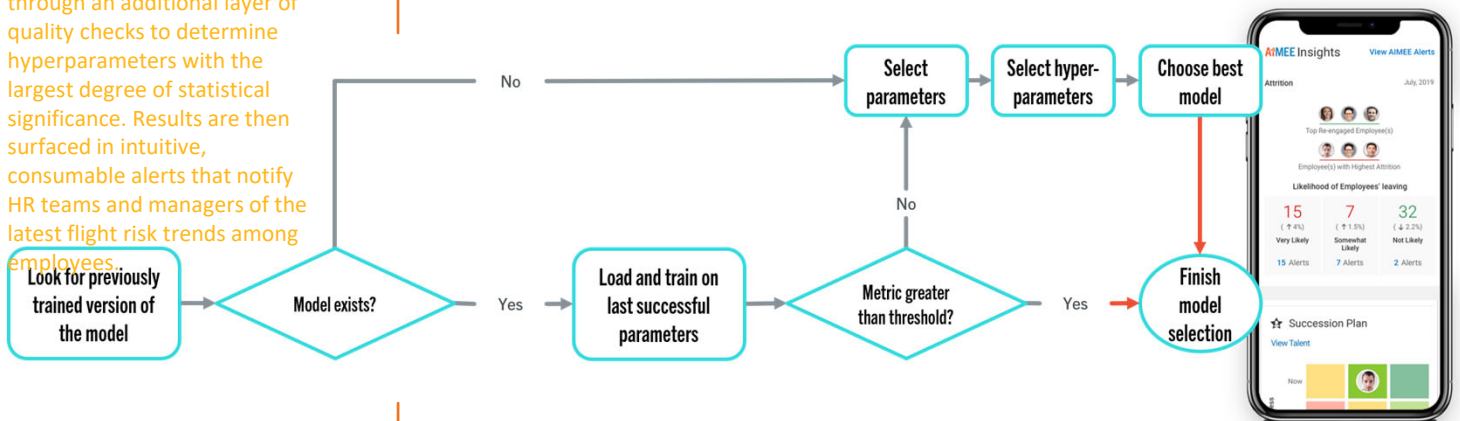 through an additional layer of
quality checks to determine
hyperparameters with the
largest degree of statistical
significance. Results are then
surfaced in intuitive,
consumable alerts that notify
HR teams and managers of the
latest flight risk trends among
employees.
Look for previously
trained version of
the model
Model exists?
No
Yes
Load and train on
last successful
parameters
Metric greater
than threshold?
No
Yes
Select
parameters
Select hyper-
parameters
Choose best
model
Finish
model
selection
AIMEE Insights
View AIMEE Alerts
Attrition
July, 2019
Top Re-engaged Employee(s)
Employee(s) with Highest Attrition
Likelihood of Employees' leaving
15
( ↑ 4%)
Very Likely
15 Alerts
7
( ↑ 1.5%)
Somewhat
Likely
7 Alerts
32
( ↓ 2.2%)
Not Likely
2 Alerts
Succession Plan
View Talent
Now